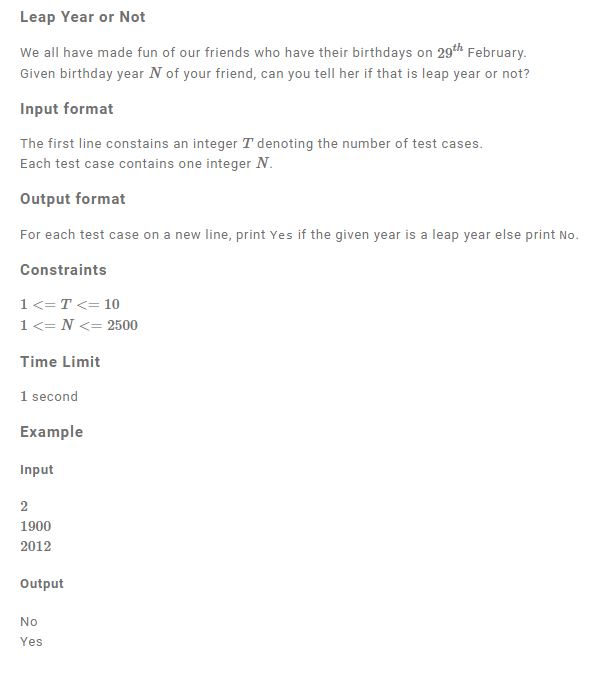 Leap Year or Not
We all have made fun of our friends who have their birthdays on 29th February.
Given birthday year N of your friend, can you tell her if that is leap year or not?
Input format
The first line constains an integer T denoting the number of test cases.
Each test case contains one integer N.
Output format
For each test case on a new line, print Yes if the given year is a leap year else print No.
Constraints
1 <= T <= 10
1 <= N <= 2500
Time Limit
1 second
Example
Input
2
1900
2012
Output
No
Yes